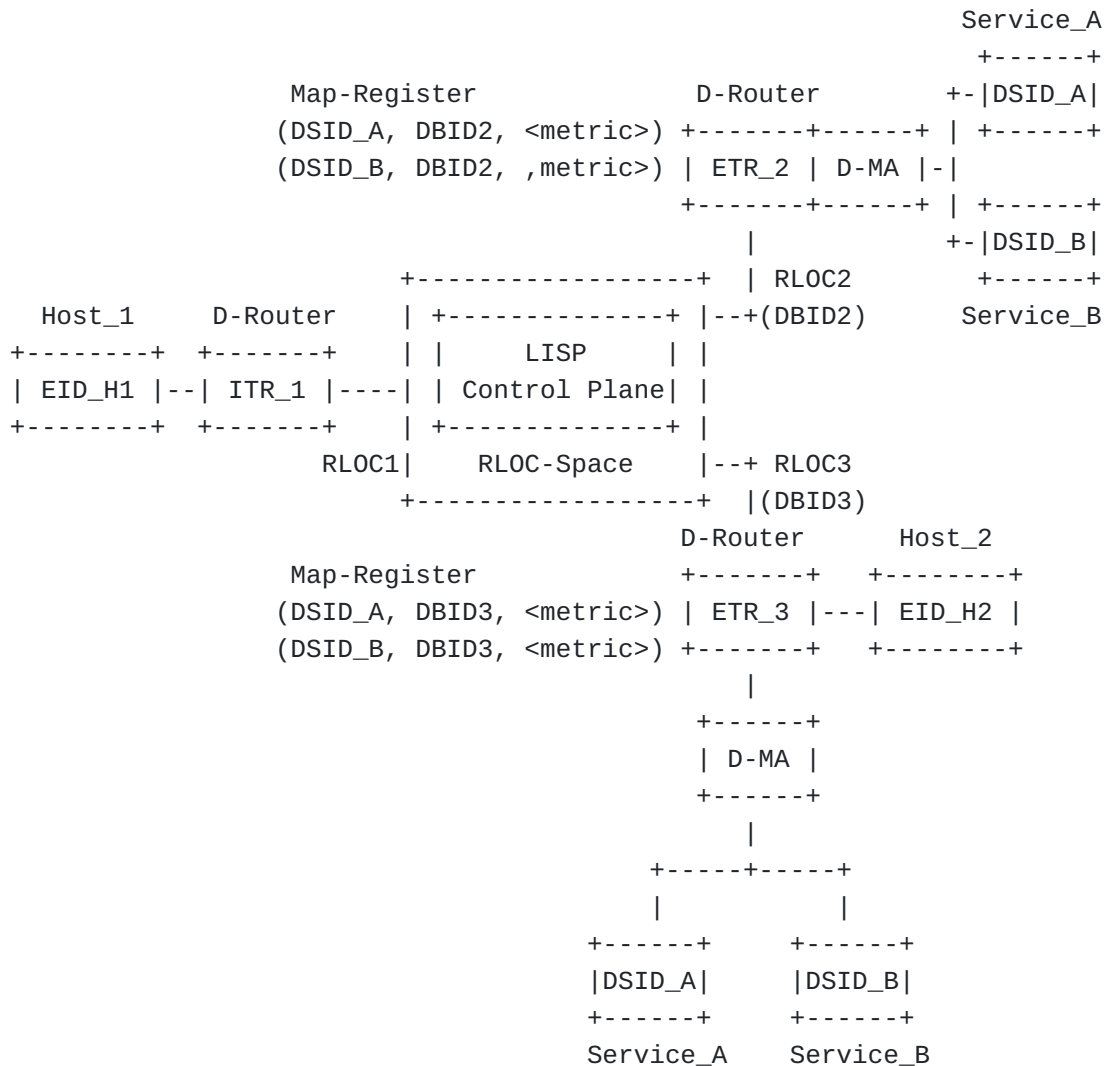 Service_A
                                                         +------+
                 Map-Register             D-Router       +-|DSID_A|
                (DSID_A, DBID2, <metric>) +-------+------+ | +------+
                (DSID_B, DBID2, ,metric>) | ETR_2 | D-MA |-|
                                          +-------+------+ | +------+
                                              |            +-|DSID_B|
                        +------------------+  | RLOC2        +------+
  Host_1     D-Router   | +--------------+ |--+(DBID2)      Service_B
+--------+  +-------+   | |     LISP     | |
| EID_H1 |--| ITR_1 |----| | Control Plane| |
+--------+  +-------+   | +--------------+ |
                   RLOC1|    RLOC-Space    |--+ RLOC3
                        +------------------+  |(DBID3)
                                          D-Router      Host_2
                 Map-Register             +-------+   +--------+
                (DSID_A, DBID3, <metric>) | ETR_3 |---| EID_H2 |
                (DSID_B, DBID3, <metric>) +-------+   +--------+
                                              |
                                           +------+
                                           | D-MA |
                                           +------+
                                              |
                                        +-----+-----+
                                        |           |
                                    +------+     +------+
                                    |DSID_A|     |DSID_B|
                                    +------+     +------+
                                    Service_A    Service_B